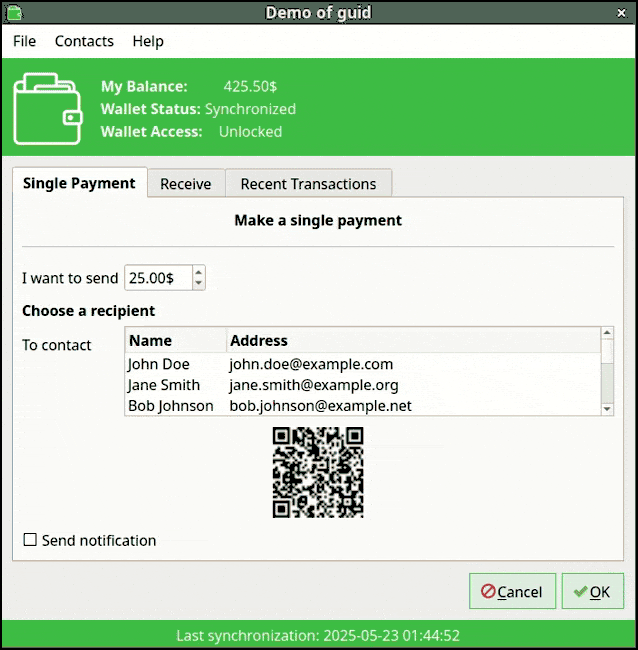 Demo of guid
File Contacts Help
My Balance: 425.50$
Wallet Status: Synchronized
Wallet Access: Unlocked
Single Payment Receive Recent Transactions
Make a single payment
I want to send 25.00$
Choose a recipient
To contact Name Address
John Doe john.doe@example.com
Jane Smith jane.smith@example.org
Bob Johnson bob.johnson@example.net
Send notification
Cancel OK
Last synchronization: 2025-05-23 01:44:52